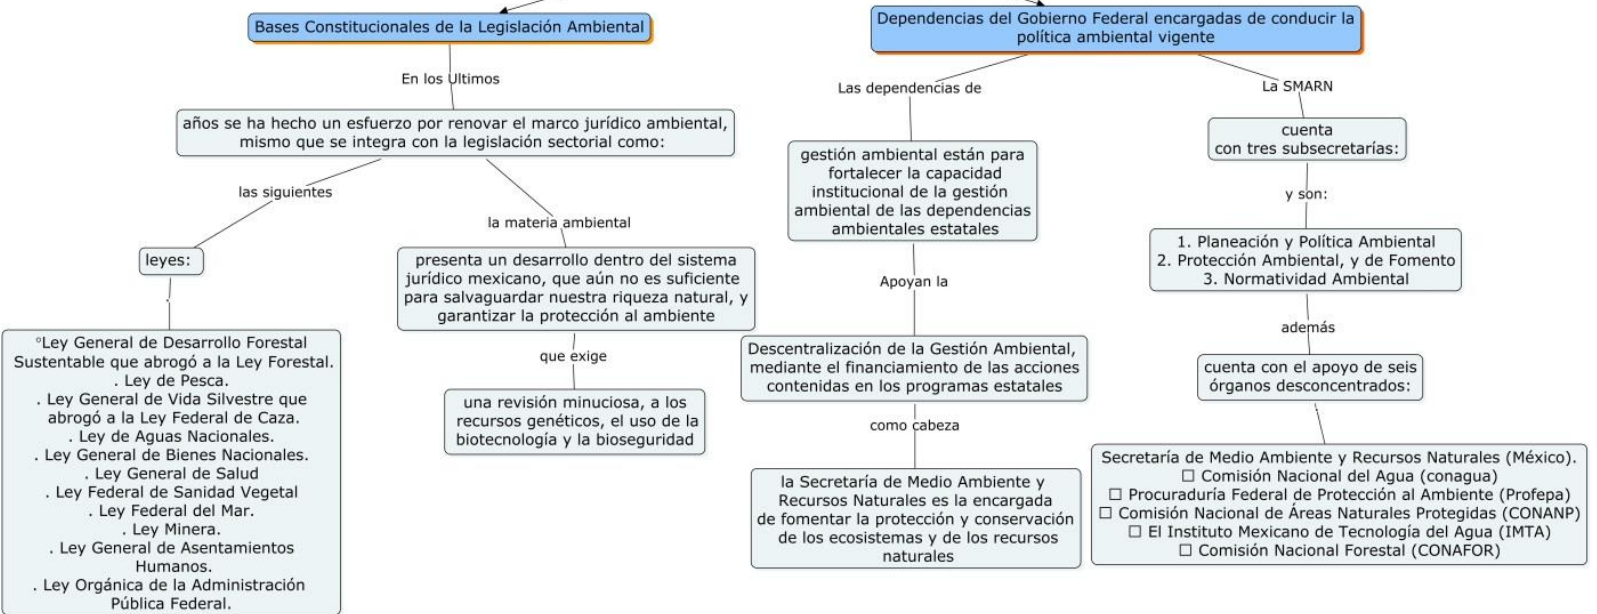 Bases Constitucionales de la Legislación Ambiental
En los Ultimos
años se ha hecho un esfuerzo por renovar el marco jurídico ambiental,
mismo que se integra con la legislación sectorial como:
las siguientes
leyes:
°Ley General de Desarrollo Forestal
Sustentable que abrogó a la Ley Forestal.
. Ley de Pesca.
. Ley General de Vida Silvestre que
abrogó a la Ley Federal de Caza.
. Ley de Aguas Nacionales.
. Ley General de Bienes Nacionales.
. Ley General de Salud
. Ley Federal de Sanidad Vegetal
. Ley Federal del Mar.
. Ley Minera.
. Ley General de Asentamientos
Humanos.
. Ley Orgánica de la Administración
Pública Federal.
la materia ambiental
presenta un desarrollo dentro del sistema
jurídico mexicano, que aún no es suficiente
para salvaguardar nuestra riqueza natural, y
garantizar la protección al ambiente
que exige
una revisión minuciosa, a los
recursos genéticos, el uso de la
biotecnología y la bioseguridad
Dependencias del Gobierno Federal encargadas de conducir la
política ambiental vigente
Las dependencias de
gestión ambiental están para
fortalecer la capacidad
institucional de la gestión
ambiental de las dependencias
ambientales estatales
Apoyan la
Descentralización de la Gestión Ambiental,
mediante el financiamiento de las acciones
contenidas en los programas estatales
como cabeza
la Secretaría de Medio Ambiente y
Recursos Naturales es la encargada
de fomentar la protección y conservación
de los ecosistemas y de los recursos
naturales
La SMARN
cuenta
con tres subsecretarías:
y son:
1. Planeación y Política Ambiental
2. Protección Ambiental, y de Fomento
3. Normatividad Ambiental
además
cuenta con el apoyo de seis
órganos desconcentrados:
Secretaría de Medio Ambiente y Recursos Naturales (México).
☐ Comisión Nacional del Agua (conagua)
☐ Procuraduría Federal de Protección al Ambiente (Profepa)
☐ Comisión Nacional de Áreas Naturales Protegidas (CONANP)
☐ El Instituto Mexicano de Tecnología del Agua (IMTA)
☐ Comisión Nacional Forestal (CONAFOR)